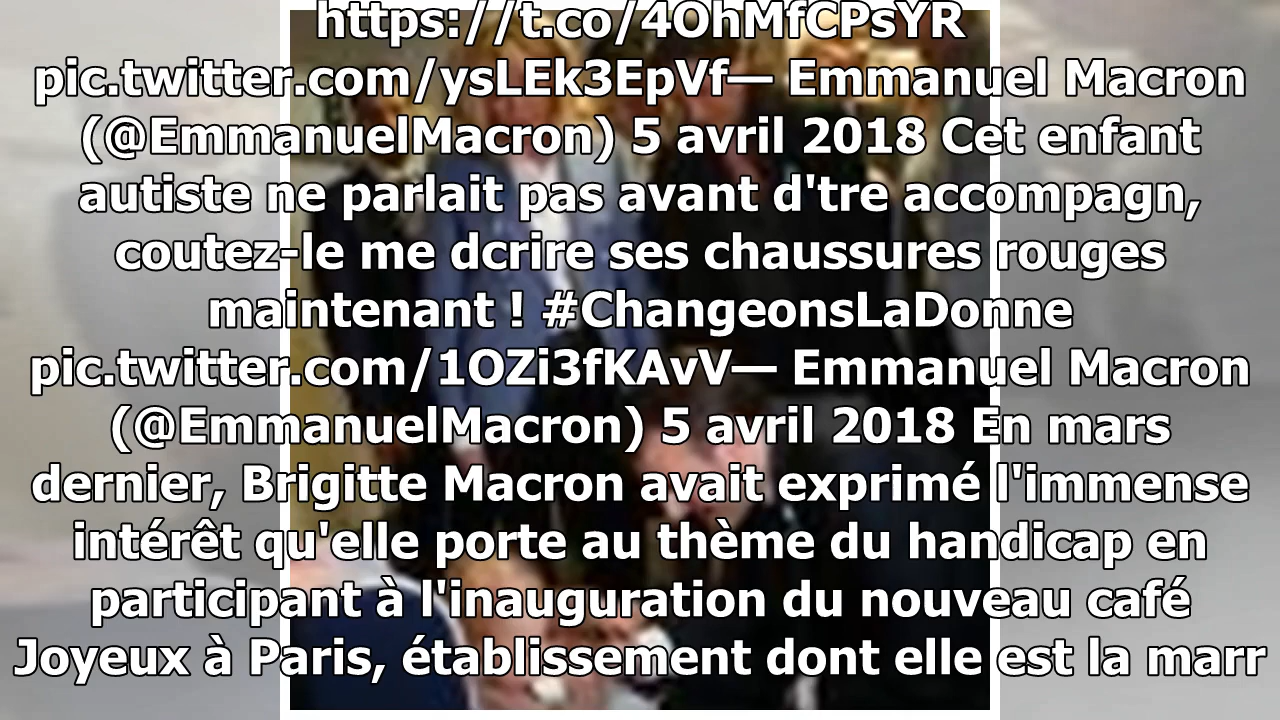 https://t.co/4OhMfCPsYR
pic.twitter.com/ysLEk3EpVf— Emmanuel Macron
(@EmmanuelMacron) 5 avril 2018 Cet enfant
autiste ne parlait pas avant d'tre accompagn,
coutez-le me dcrire ses chaussures rouges
maintenant ! #ChangeonsLaDonne
pic.twitter.com/1OZi3fKAvV— Emmanuel Macron
(@EmmanuelMacron) 5 avril 2018 En mars
dernier, Brigitte Macron avait exprimé l'immense
intérêt qu'elle porte au thème du handicap en
participant à l'inauguration du nouveau café
Joyeux à Paris, établissement dont elle est la marr